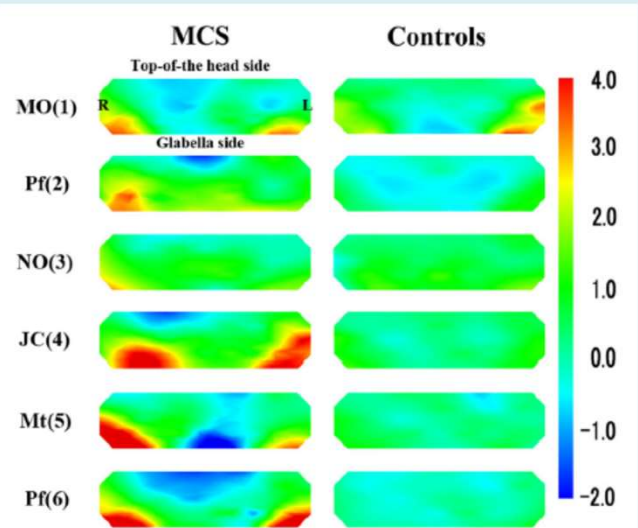 MCS Controls
Top-of-the head side
MO(1) R L
Glabella side
Pf(2)
NO(3)
JC(4)
Mt(5)
Pf(6)
4.0
3.0
2.0
1.0
0.0
−1.0
−2.0